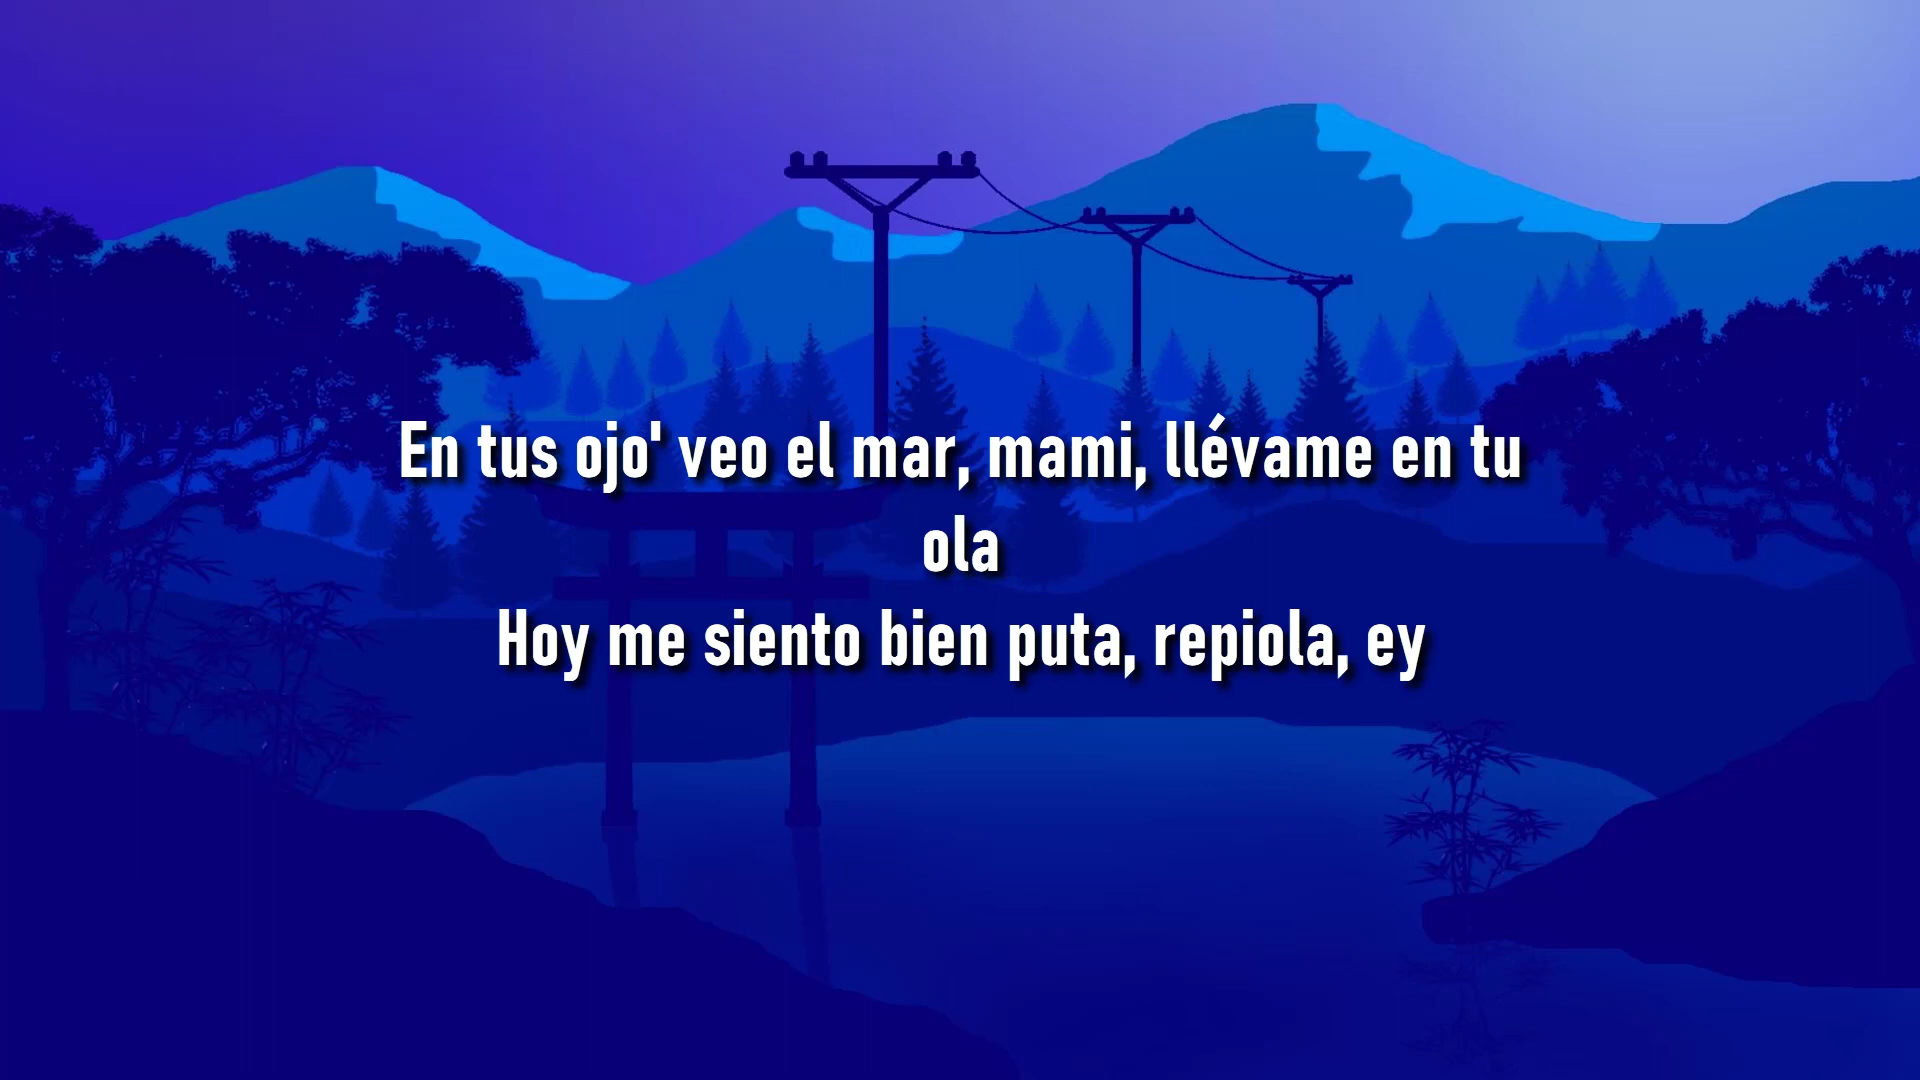 En tus ojo' veo el mar, mami, llévame en tu
ola
Hoy me siento bien puta, repiola, ey